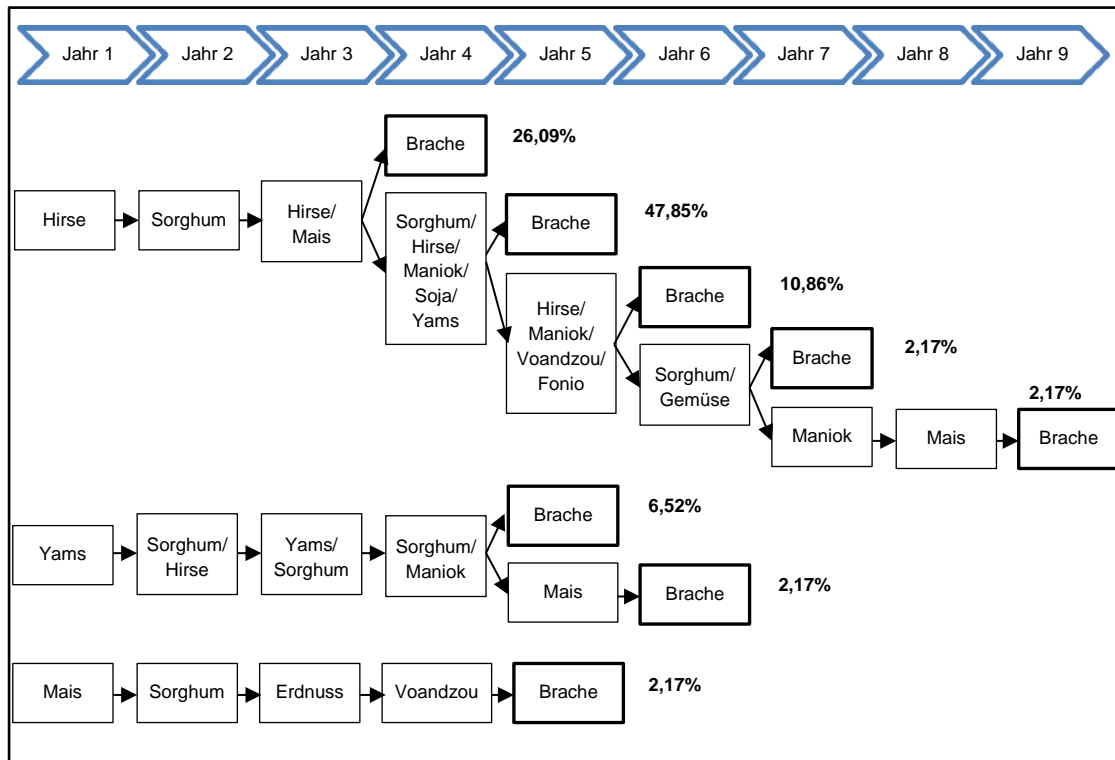 Jahr 1
Jahr 2
Jahr 3
Jahr 4
Jahr 5
Jahr 6
Jahr 7
Jahr 8
Jahr 9
Brache
26,09%
Hirse
Sorghum
Hirse/
Mais
Sorghum/
Hirse/
Maniok/
Soja/
Yams
Brache
47,85%
Hirse/
Maniok/
Voandzou/
Fonio
Brache
10,86%
Sorghum/
Gemüse
Brache
2,17%
Maniok
Mais
2,17%
Brache
Yams
Sorghum/
Hirse
Yams/
Sorghum
Sorghum/
Maniok
Brache
6,52%
Mais
Brache
2,17%
Mais
Sorghum
Erdnuss
Voandzou
Brache
2,17%